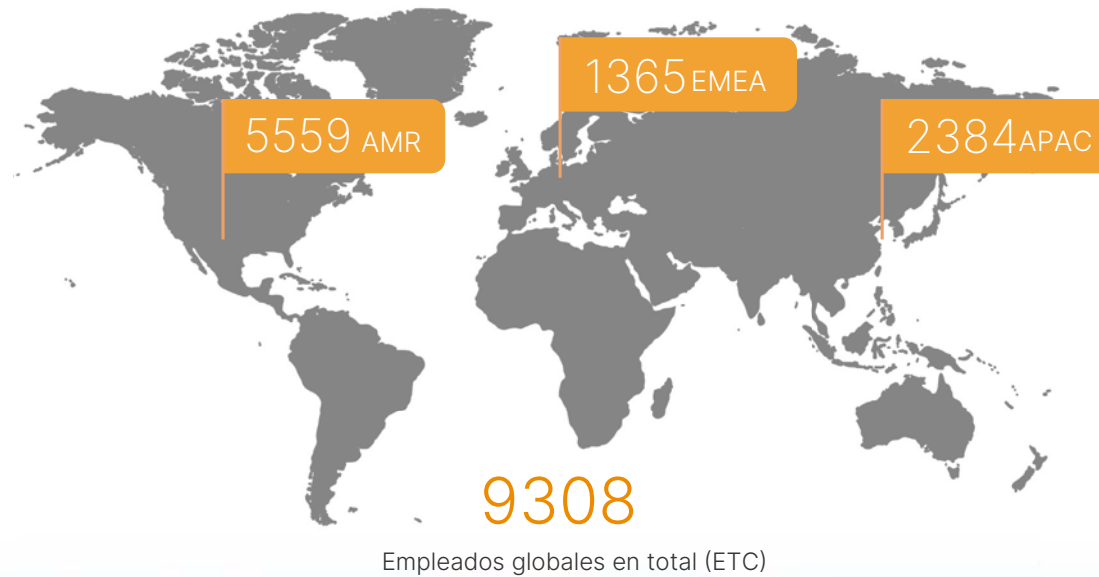 1365 EMEA
5559 AMR
2384 APAC
9308
Empleados globales en total (ETC)